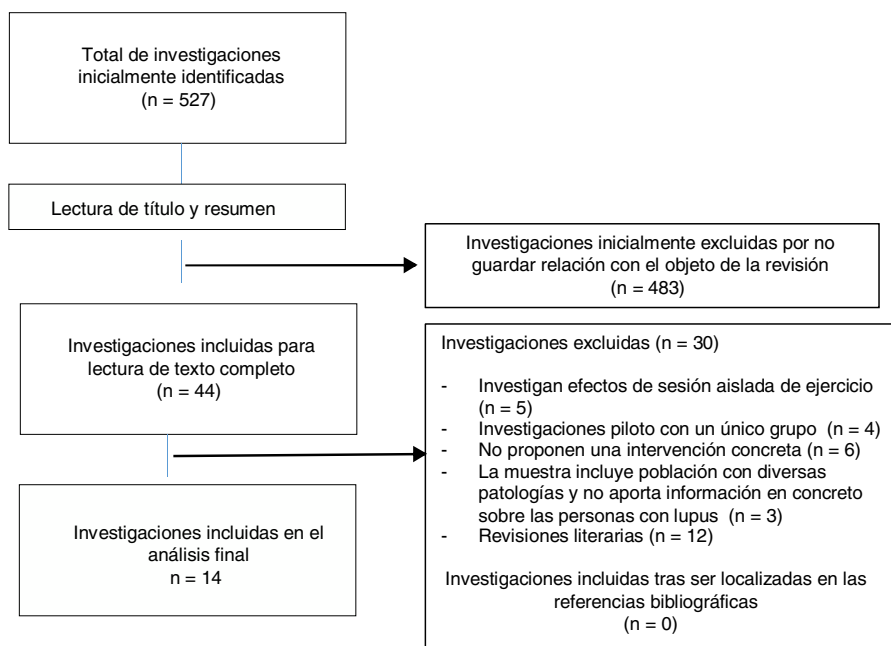 Total de investigaciones
inicialmente identificadas
(n = 527)
Lectura de título y resumen
Investigaciones inicialmente excluidas por no
guardar relación con el objeto de la revisión
(n = 483)
Investigaciones incluidas para
lectura de texto completo
(n = 44)
Investigaciones excluidas (n = 30)
- Investigan efectos de sesión aislada de ejercicio
(n = 5)
- Investigaciones piloto con un único grupo (n = 4)
- No proponen una intervención concreta (n = 6)
- La muestra incluye población con diversas
patologías y no aporta información en concreto
sobre las personas con lupus (n = 3)
- Revisiones literarias (n = 12)
Investigaciones incluidas tras ser localizadas en las
referencias bibliográficas
(n = 0)
Investigaciones incluidas en el
análisis final
n = 14